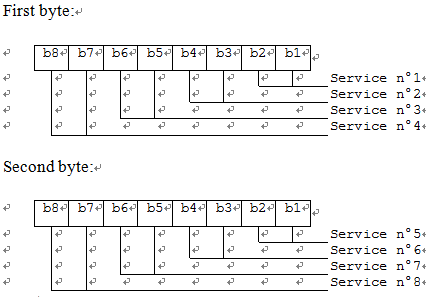 First byte:
b8 b7 b6 b5 b4 b3 b2 b1
Service n°1
Service n°2
Service n°3
Service n°4
Second byte:
b8 b7 b6 b5 b4 b3 b2 b1
Service n°5
Service n°6
Service n°7
Service n°8